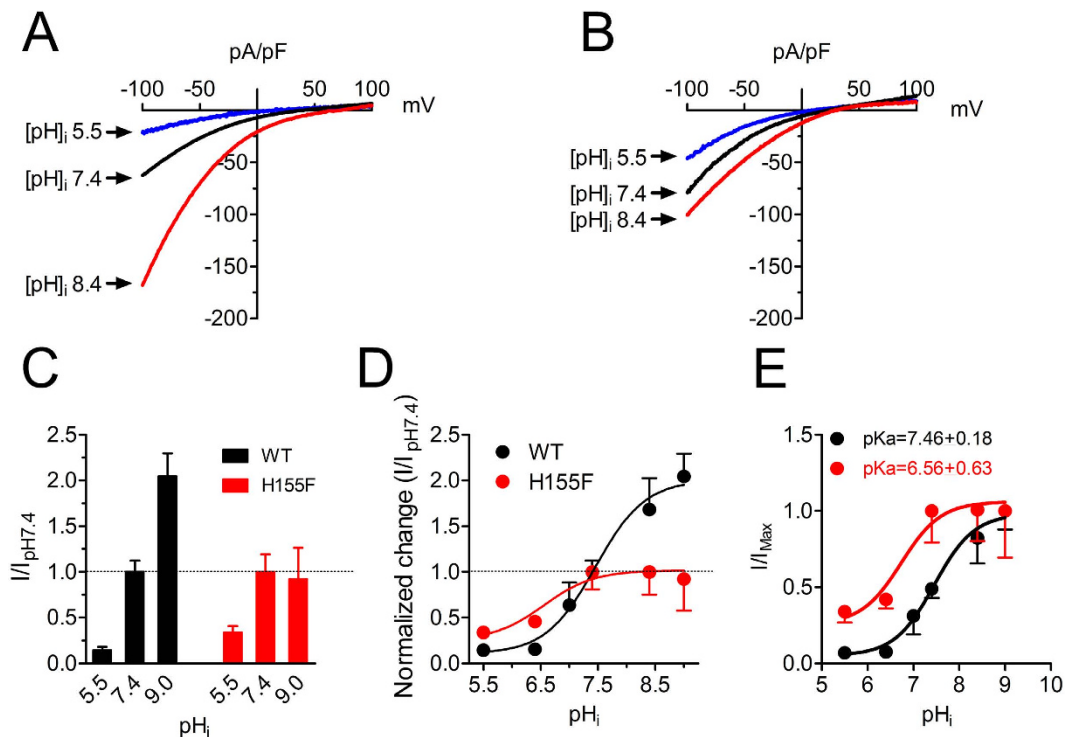 A
pA/pF
-100 -50 0 50 100
mV
[pH]i 5.5
[pH]i 7.4
[pH]i 8.4
-50
-100
-150
-200
B
pA/pF
-100 -50 0 50 100
mV
[pH]i 5.5
[pH]i 7.4
[pH]i 8.4
-50
-100
-150
-200
C
I/IpH7.4
2.5
2.0
1.5
1.0
0.5
0.0
WT
H155F
5.5 7.4 9.0 5.5 7.4 9.0
pHi
D
Normalized change (I/IpH7.4)
2.5
2.0
1.5
1.0
0.5
0.0
WT
H155F
5.5 6.5 7.5 8.5
pHi
E
I/IMax
1.5
1.0
0.5
0.0
pKa=7.46+0.18
pKa=6.56+0.63
5 6 7 8 9 10
pHi